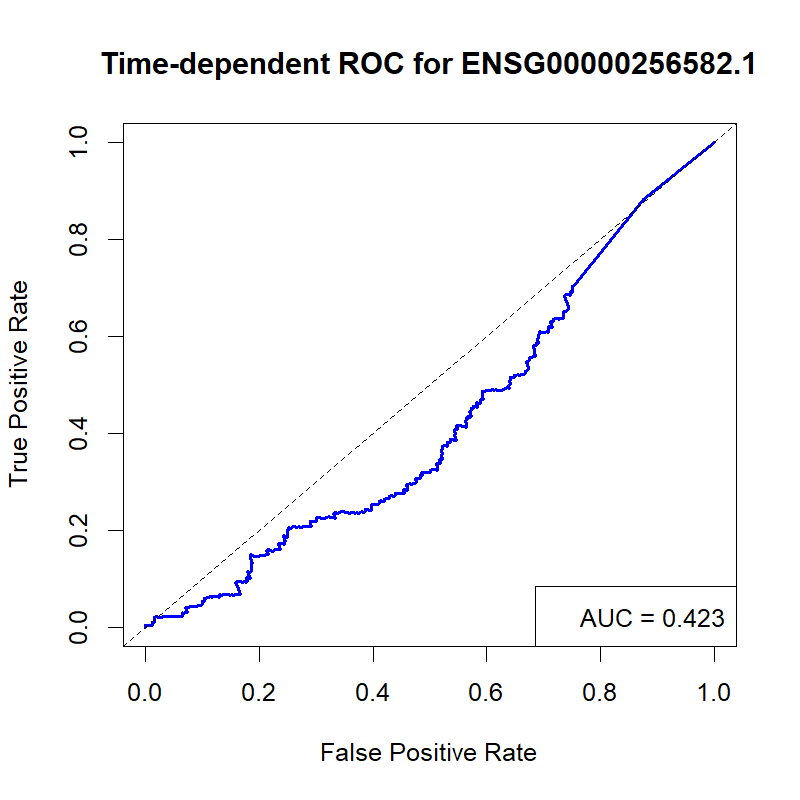 Time-dependent ROC for ENSG00000256582.1
True Positive Rate
1.0
0.8
0.6
0.4
0.2
0.0
AUC = 0.423
0.0 0.2 0.4 0.6 0.8 1.0
False Positive Rate